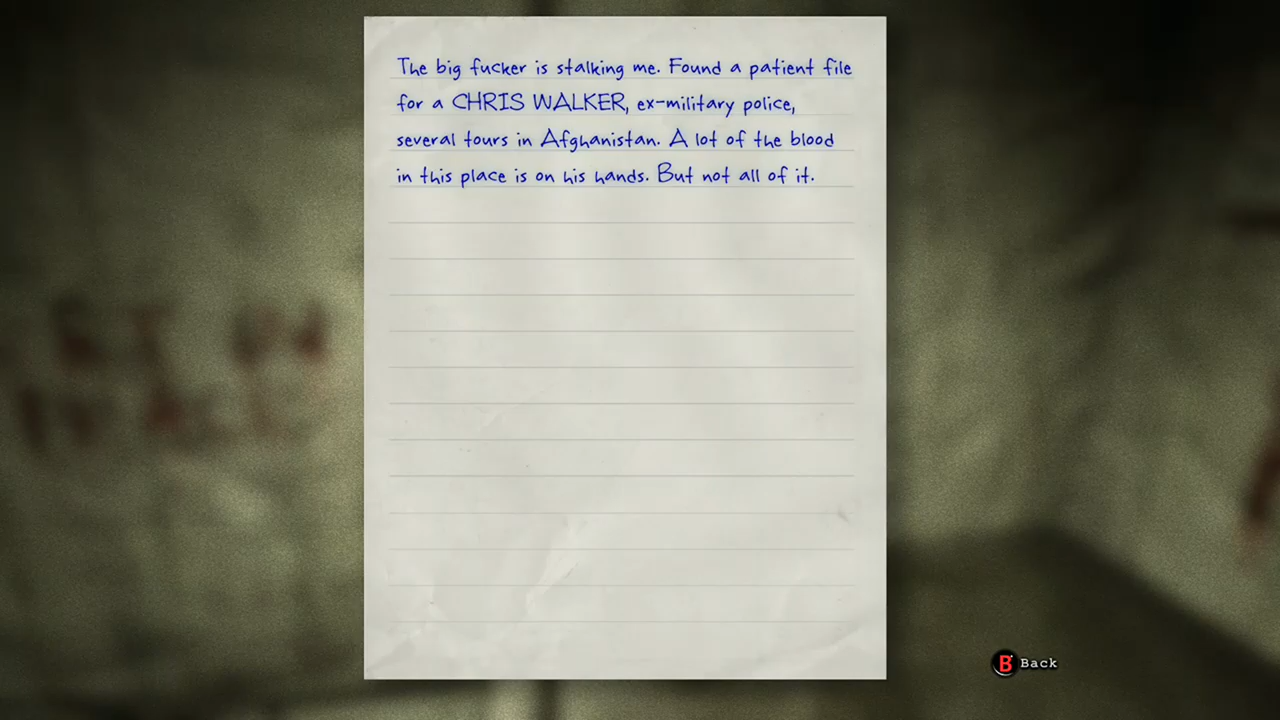 The big fucker is stalking me. Found a patient file
for a CHRIS WALKER, ex-military police,
several tours in Afghanistan. A lot of the blood
in this place is on his hands. But not all of it.
B Back